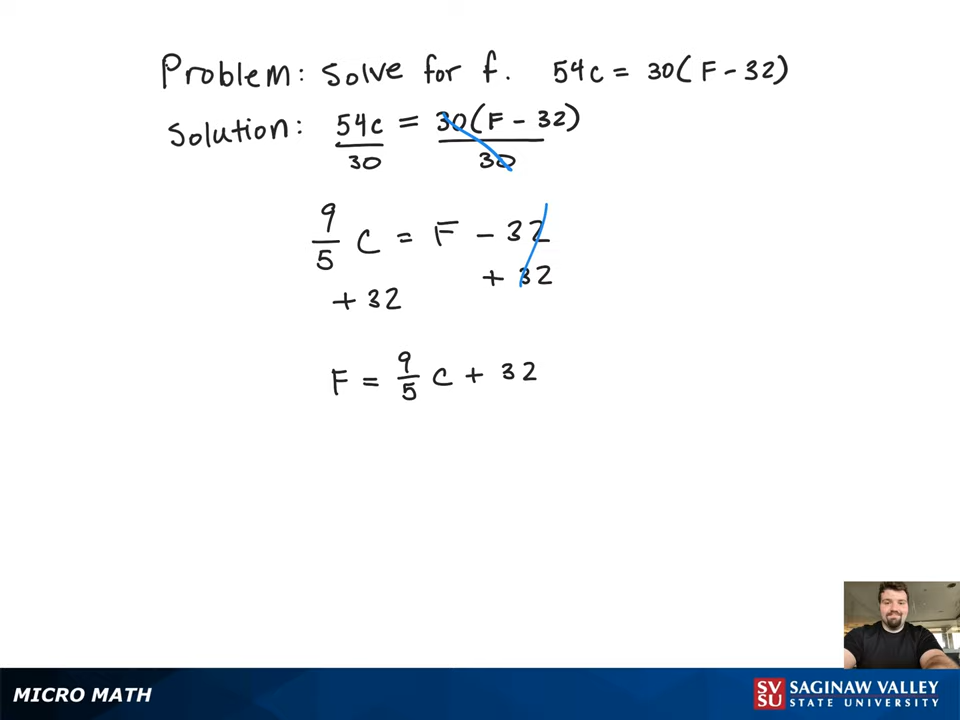 Problem: Solve for f. 54C = 30(F - 32)
Solution: 54C/30 = 30(F - 32)/30
9/5 C = F - 32
+ 32 + 32
F = 9/5 C + 32
MICRO MATH
SV SU SAGINAW VALLEY
STATE UNIVERSITY